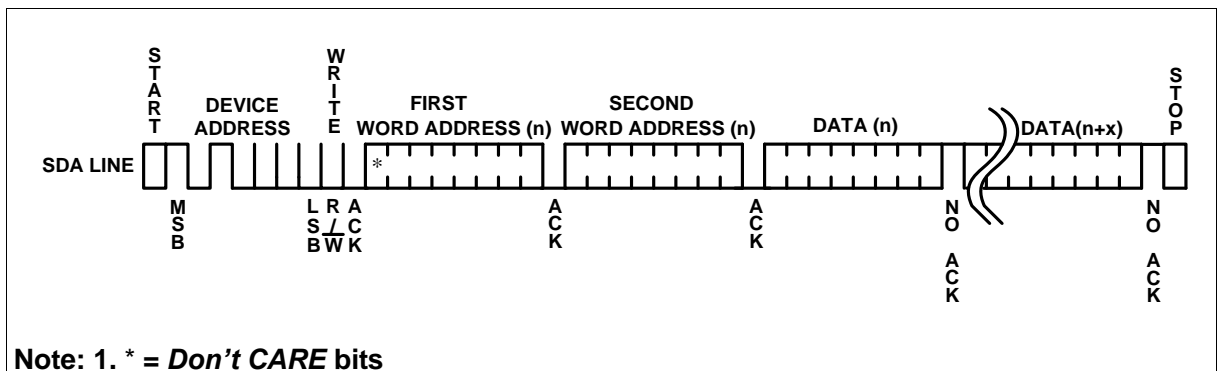 START
WRITE
STOP
DEVICE
ADDRESS
FIRST
WORD ADDRESS (n)
SECOND
WORD ADDRESS (n)
DATA (n)
DATA(n+x)
SDA LINE
*
MSB
LSB
R/W
ACK
ACK
ACK
NO ACK
NO ACK
Note: 1. * = Don't CARE bits